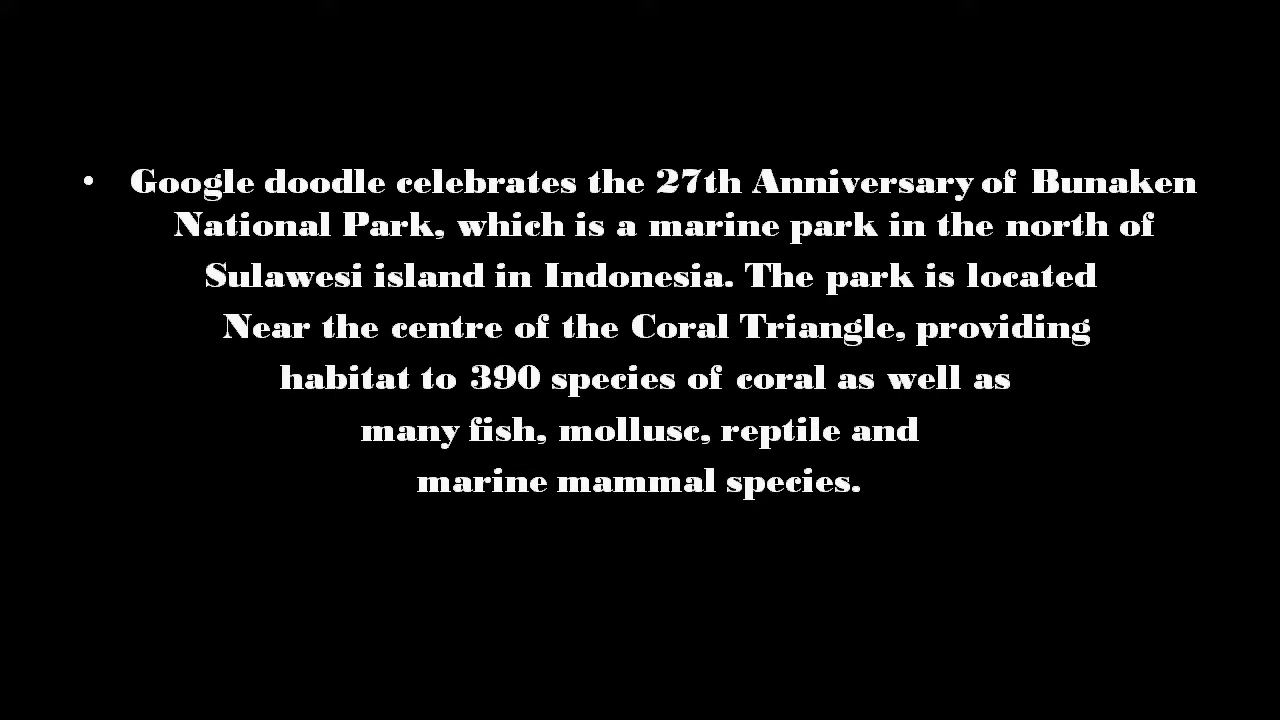 • Google doodle celebrates the 27th Anniversary of Bunaken
National Park, which is a marine park in the north of
Sulawesi island in Indonesia. The park is located
Near the centre of the Coral Triangle, providing
habitat to 390 species of coral as well as
many fish, mollusc, reptile and
marine mammal species.